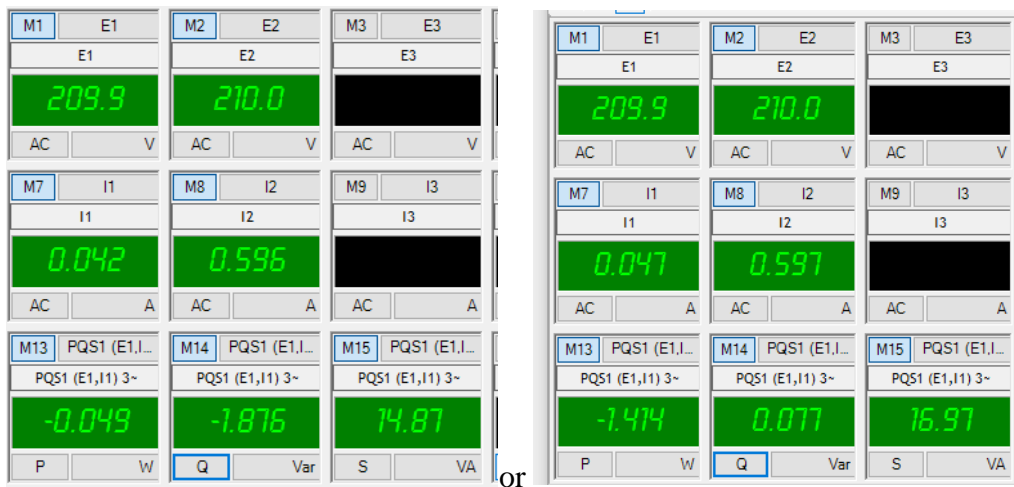 M1 E1 M2 E2 M3 E3
E1 E2 E3
209.9 210.0
AC V AC V AC V
M7 I1 M8 I2 M9 I3
I1 I2 I3
0.042 0.596
AC A AC A AC A
M13 PQS1 (E1,I... M14 PQS1 (E1,I... M15 PQS1 (E1,I...
PQS1 (E1,I1) 3~ PQS1 (E1,I1) 3~ PQS1 (E1,I1) 3~
-0.049 -1.876 14.87
P W Q Var S VA
or
M1 E1 M2 E2 M3 E3
E1 E2 E3
209.9 210.0
AC V AC V AC V
M7 I1 M8 I2 M9 I3
I1 I2 I3
0.047 0.597
AC A AC A AC A
M13 PQS1 (E1,I... M14 PQS1 (E1,I... M15 PQS1 (E1,I...
PQS1 (E1,I1) 3~ PQS1 (E1,I1) 3~ PQS1 (E1,I1) 3~
-1.414 0.077 16.97
P W Q Var S VA